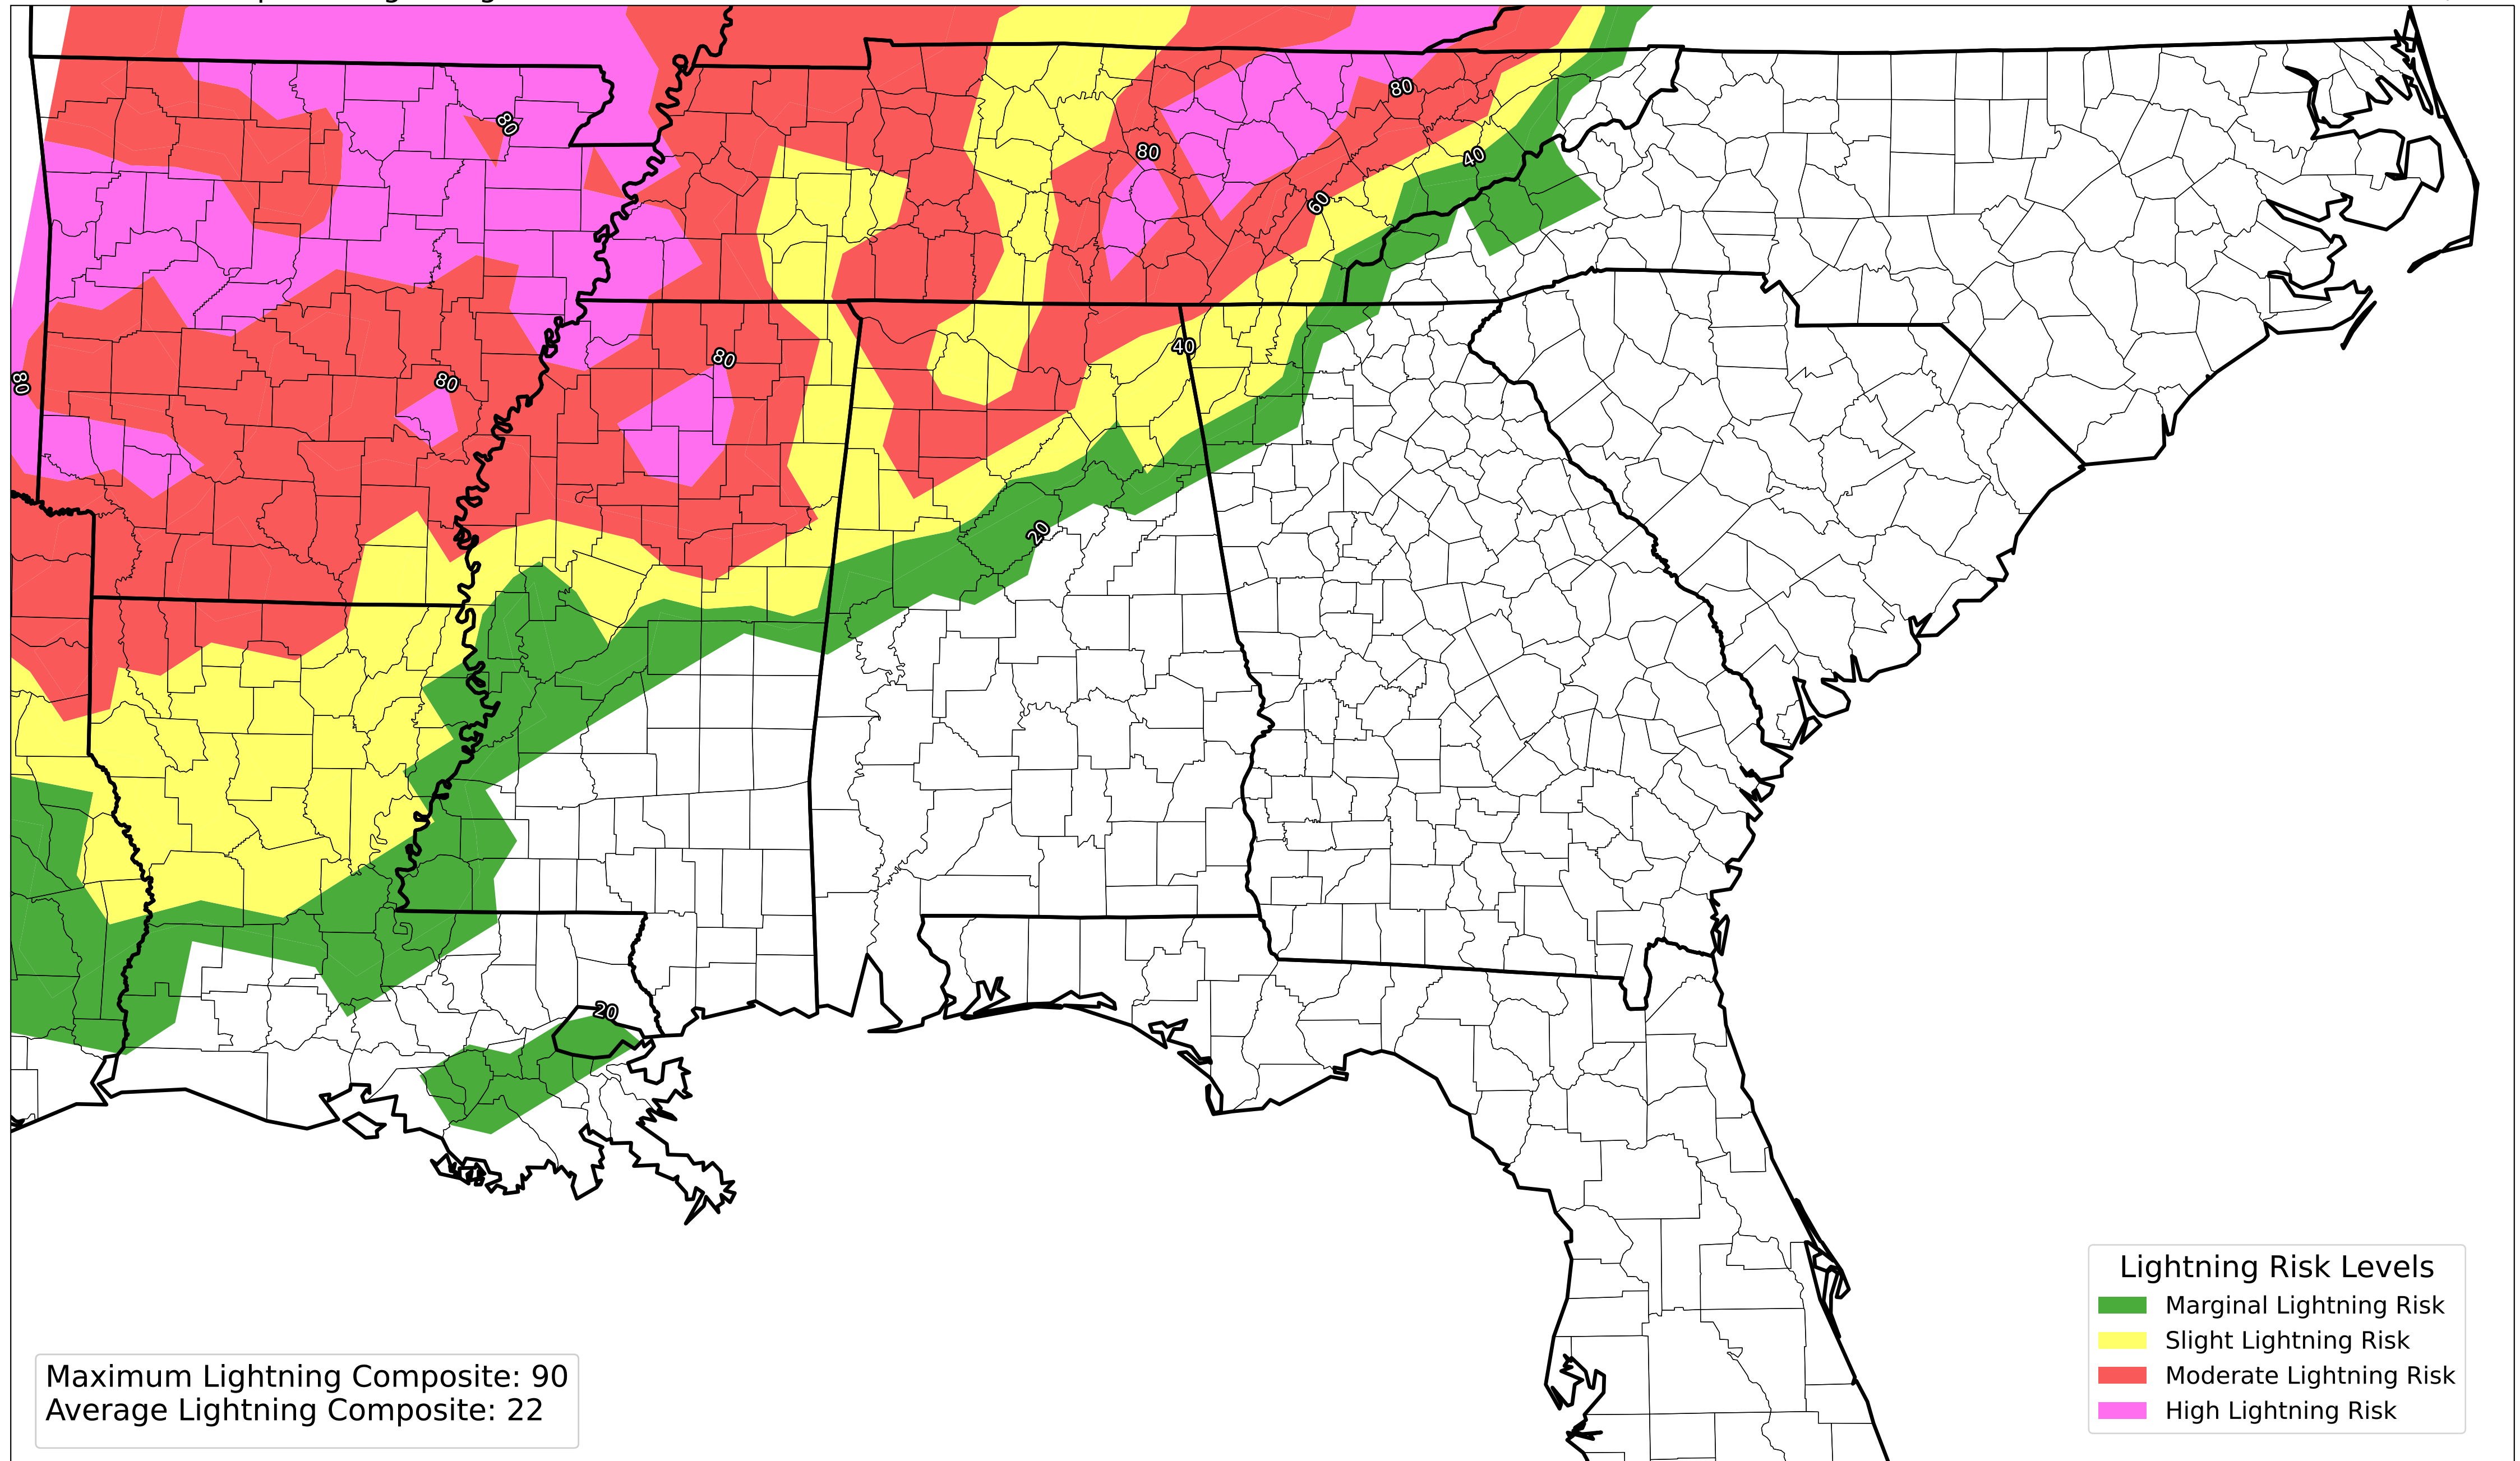 80
80
80
40
60
80
40
80
80
20
20
Lightning Risk Levels
Marginal Lightning Risk
Slight Lightning Risk
Moderate Lightning Risk
High Lightning Risk
Maximum Lightning Composite: 90
Average Lightning Composite: 22